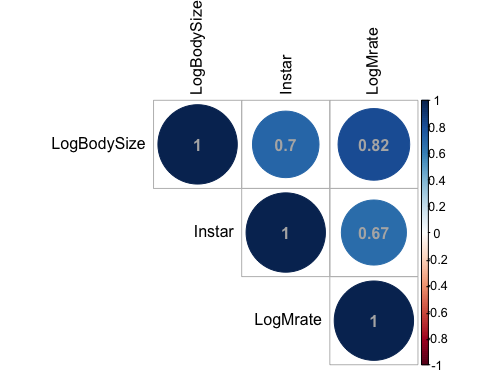 LogBodySize
Instar
LogMrate
LogBodySize
1
0.7
0.82
Instar
1
0.67
LogMrate
1
1
0.8
0.6
0.4
0.2
0
-0.2
-0.4
-0.6
-0.8
-1